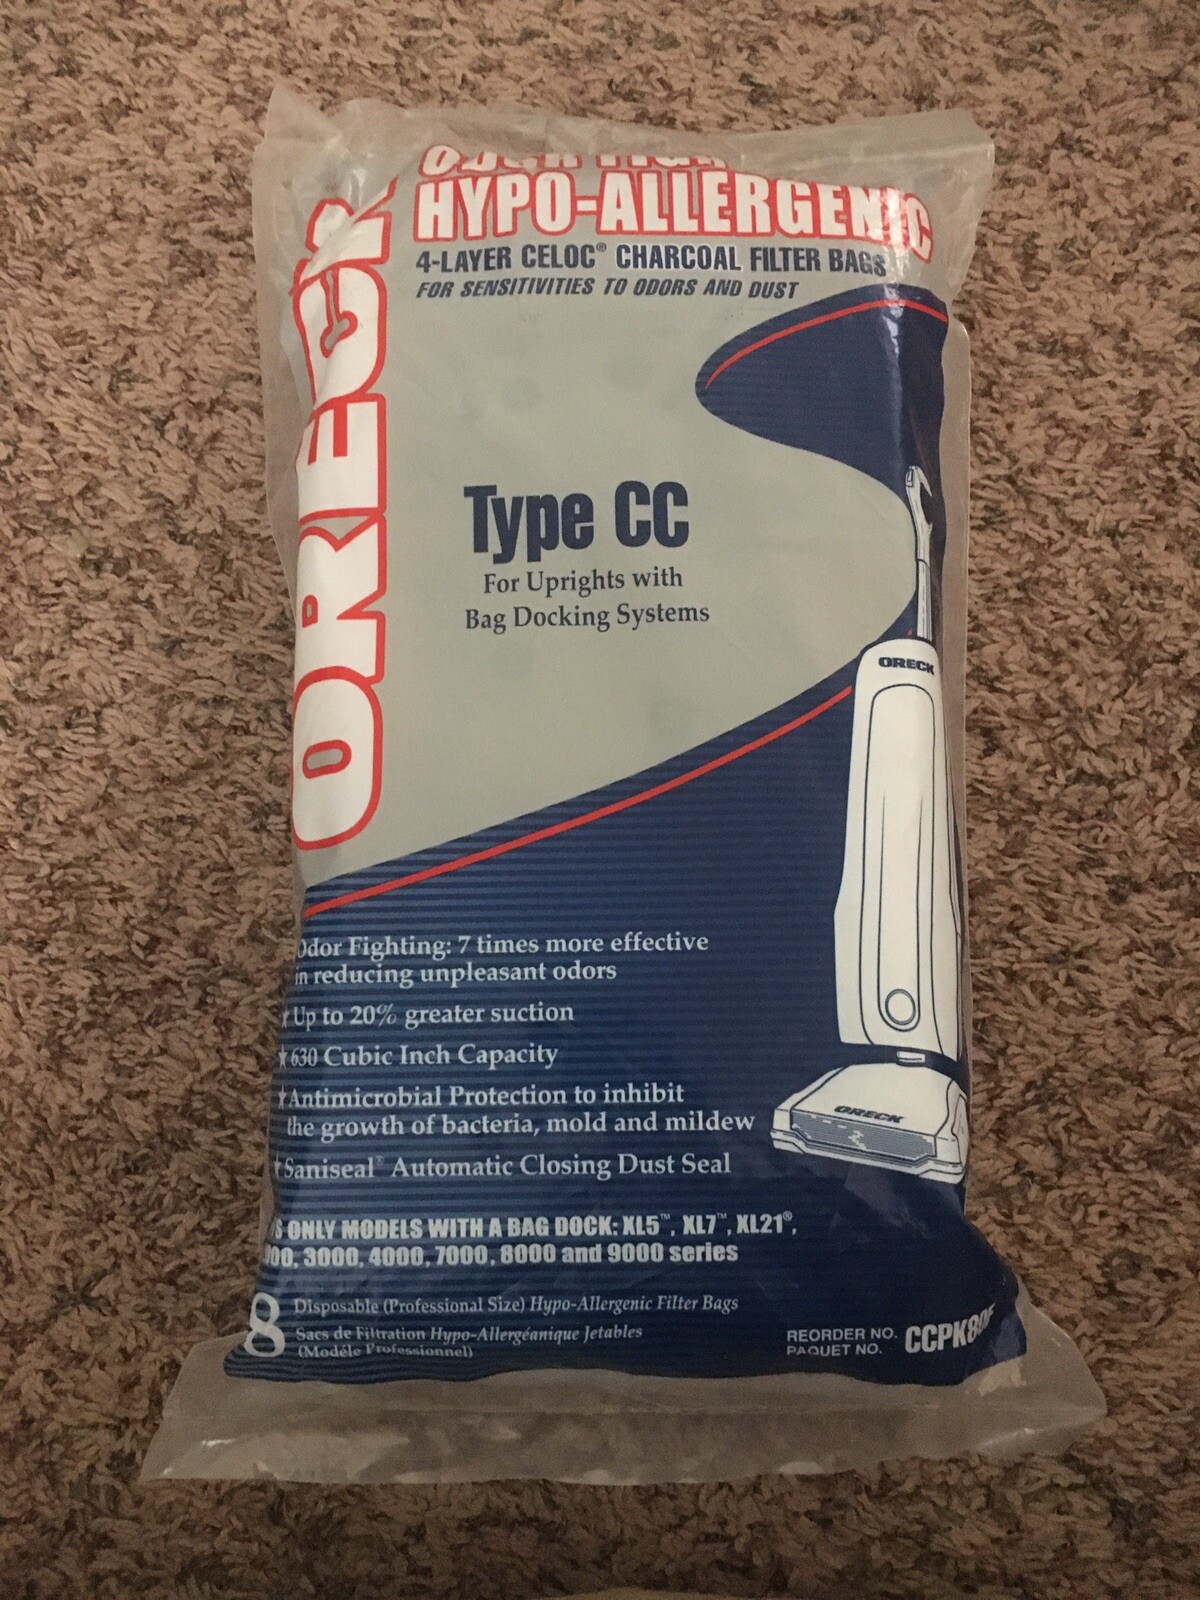 ORECK
HYPO-ALLERGENIC
4-LAYER CELOC® CHARCOAL FILTER BAGS
FOR SENSITIVITIES TO ODORS AND DUST
Type CC
For Uprights with
Bag Docking Systems
ORECK
ORECK
Odor Fighting: 7 times more effective
in reducing unpleasant odors
★Up to 20% greater suction
★630 Cubic Inch Capacity
★Antimicrobial Protection to inhibit
the growth of bacteria, mold and mildew
★Saniseal® Automatic Closing Dust Seal
ONLY MODELS WITH A BAG DOCK: XL5™, XL7™, XL21®,
3000, 4000, 7000, 8000 and 9000 series
8 Disposable (Professional Size) Hypo-Allergenic Filter Bags
Sacs de Filtration Hypo-Allergéanique Jetables
(Modéle Professionnel)
REORDER NO.
PAQUET NO.